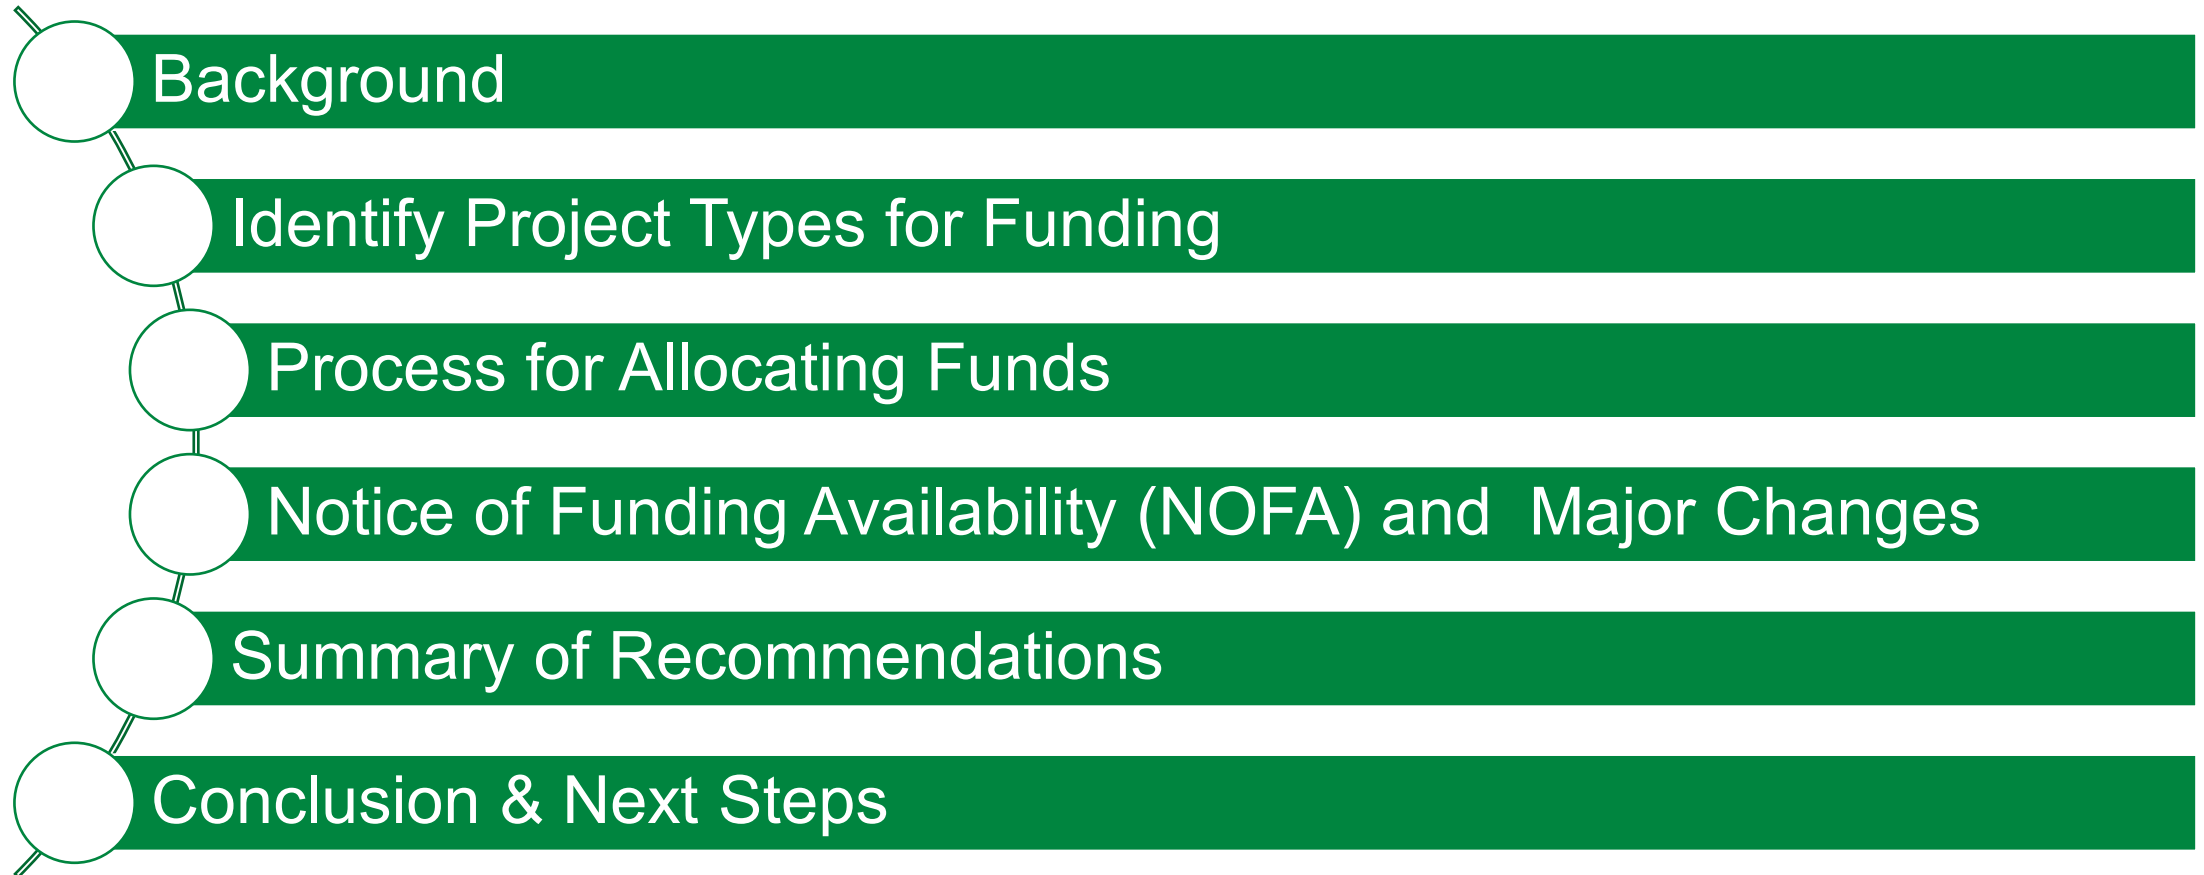 Background
Identify Project Types for Funding
Process for Allocating Funds
Notice of Funding Availability (NOFA) and  Major Changes
Summary of Recommendations
Conclusion & Next Steps